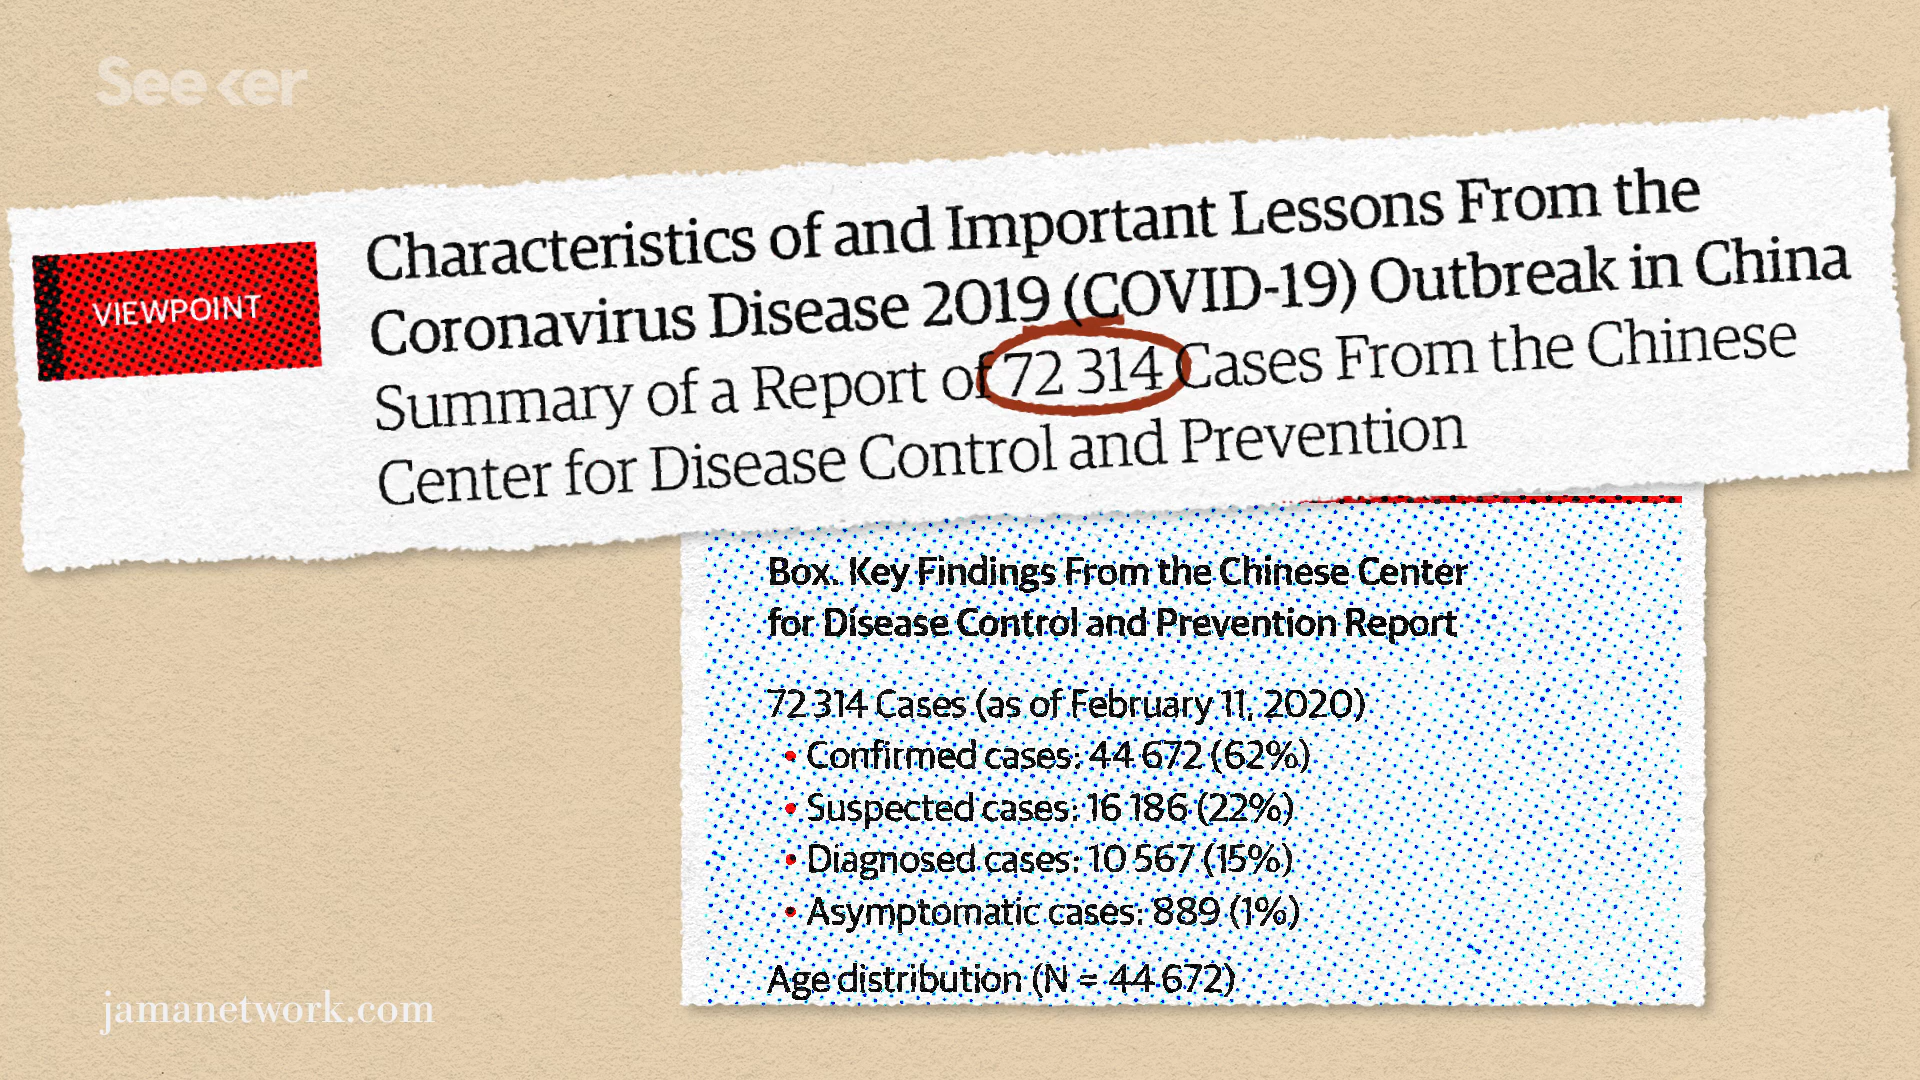 Seeker
VIEWPOINT
Characteristics of and Important Lessons From the
Coronavirus Disease 2019 (COVID-19) Outbreak in China
Summary of a Report of 72 314 Cases From the Chinese
Center for Disease Control and Prevention
Box. Key Findings From the Chinese Center
for Disease Control and Prevention Report
72 314 Cases (as of February 11, 2020)
• Confirmed cases: 44 672 (62%)
• Suspected cases: 16 186 (22%)
• Diagnosed cases: 10 567 (15%)
• Asymptomatic cases: 889 (1%)
Age distribution (N = 44 672)
jamanetwork.com